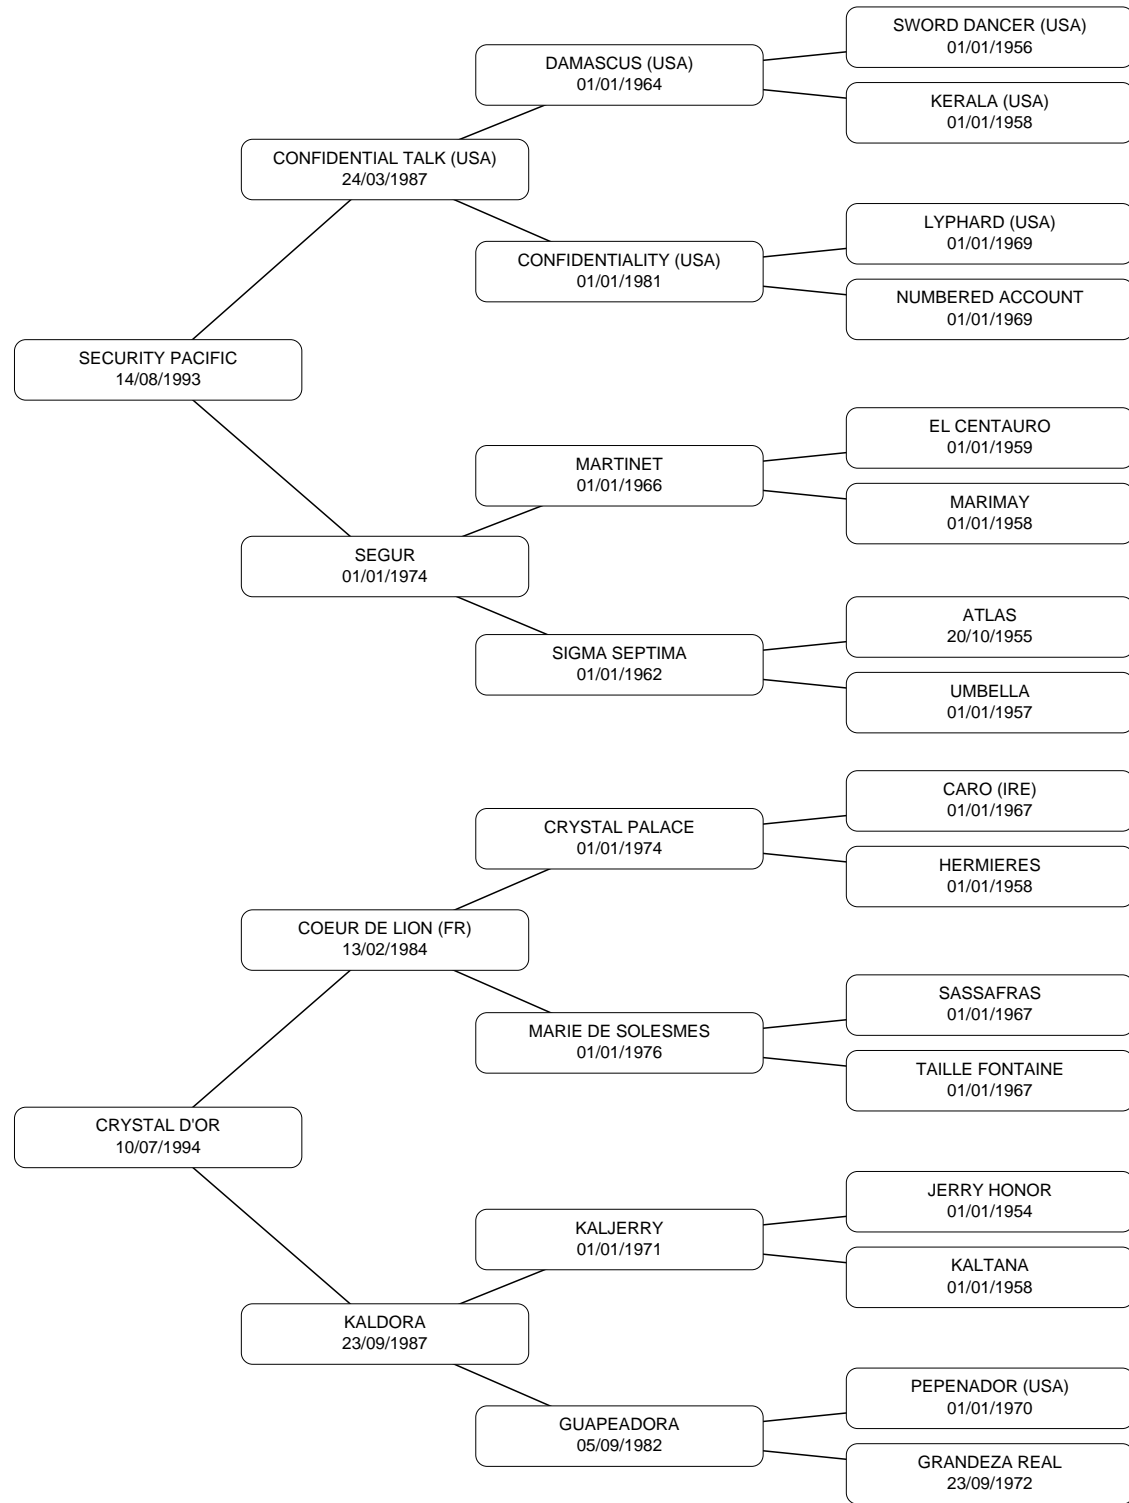 SWORD DANCER (USA)
01/01/1956
DAMASCUS (USA)
01/01/1964
KERALA (USA)
01/01/1958
CONFIDENTIAL TALK (USA)
24/03/1987
LYPHARD (USA)
01/01/1969
CONFIDENTIALITY (USA)
01/01/1981
NUMBERED ACCOUNT
01/01/1969
SECURITY PACIFIC
14/08/1993
EL CENTAURO
01/01/1959
MARTINET
01/01/1966
MARIMAY
01/01/1958
SEGUR
01/01/1974
ATLAS
20/10/1955
SIGMA SEPTIMA
01/01/1962
UMBELLA
01/01/1957
CARO (IRE)
01/01/1967
CRYSTAL PALACE
01/01/1974
HERMIERES
01/01/1958
COEUR DE LION (FR)
13/02/1984
SASSAFRAS
01/01/1967
MARIE DE SOLESMES
01/01/1976
TAILLE FONTAINE
01/01/1967
CRYSTAL D'OR
10/07/1994
JERRY HONOR
01/01/1954
KALJERRY
01/01/1971
KALTANA
01/01/1958
KALDORA
23/09/1987
PEPENADOR (USA)
01/01/1970
GUAPEADORA
05/09/1982
GRANDEZA REAL
23/09/1972